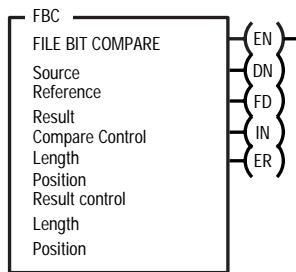 FBC
FILE BIT COMPARE
Source
Reference
Result
Compare Control
Length
Position
Result control
Length
Position
EN
DN
FD
IN
ER